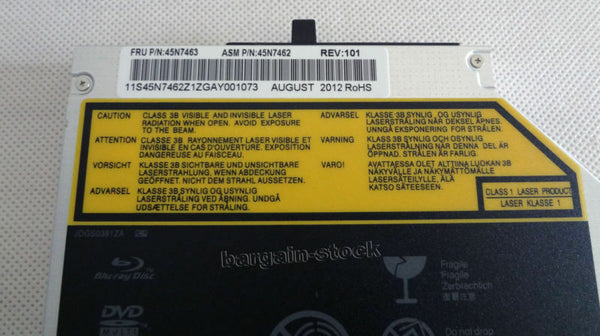 FRU P/N:45N7463 ASM P/N:45N7462 REV:101
11S45N7462Z1ZGAY001073 AUGUST 2012 RoHS
CAUTION CLASS 3B VISIBLE AND INVISIBLE LASER
RADIATION WHEN OPEN. AVOID EXPOSURE
TO THE BEAM.
ATTENTION CLASSE 3B RAYONNEMENT LASER VISIBLE ET
INVISIBLE EN CAS D'OUVERTURE. EXPOSITION
DANGEREUSE AU FAISCEAU.
VORSICHT KLASSE 3B SICHTBARE UND UNSICHTBARE
LASERSTRAHLUNG, WENN ABDECKUNG
GEÖFFNET. NICHT DEM STRAHL AUSSETZEN.
ADVARSEL KLASSE 3B SYNLIG OG USYNLIG
LASERSTRÅLING VED ÅBNING. UNDGÅ
UDSÆTTELSE FOR STRÅLING.
ADVARSEL KLASSE 3B SYNLIG OG USYNLIG
LASERSTRÅLING NÅR DEKSEL ÅPNES.
UNNGÅ EKSPONERING FOR STRÅLEN.
VARNING KLASS 3B SYNLIG OCH OSYNLIG
LASERSTRÅLNING NÄR DENNA DEL ÄR
ÖPPNAD. STRÅLEN ÄR FARLIG.
VARO! AVATTAESSA OLET ALTTIINA LUOKAN 3B
NÄKYVÄLLE JA NÄKYMÄTTÖMÄLLE
LASERSÄTEILYLLE, ÄLÄ
KATSO SÄTEESEEN.
CLASS 1 LASER PRODUCT
LASER KLASSE 1
bargain-stock
Blu-ray Disc
DVD
MULTI
Fragile
Fragile
Zerbrechlich
Do not drop